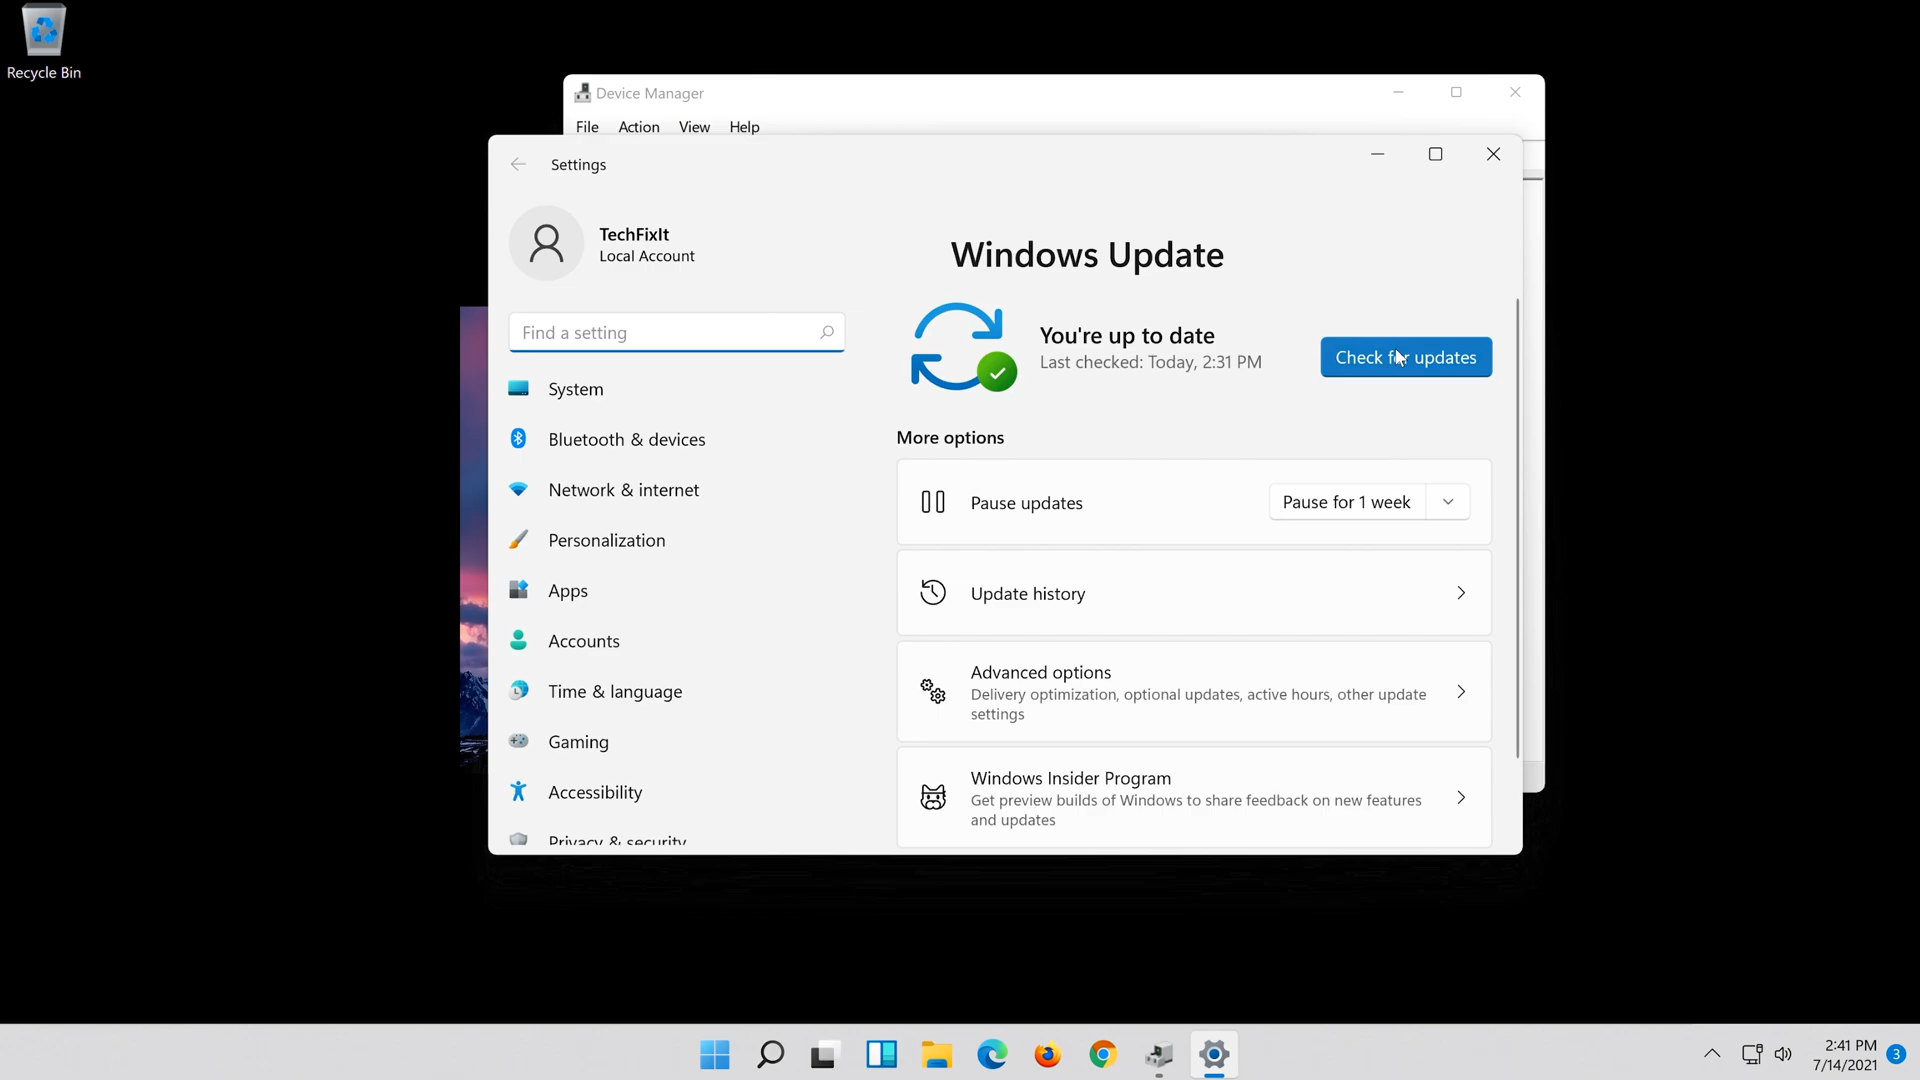 Recycle Bin
Device Manager
File Action View Help
Settings
TechFixIt
Local Account
Find a setting
System
Bluetooth & devices
Network & internet
Personalization
Apps
Accounts
Time & language
Gaming
Accessibility
Privacy & security
Windows Update
You're up to date
Last checked: Today, 2:31 PM
Check for updates
More options
Pause updates
Pause for 1 week
Update history
Advanced options
Delivery optimization, optional updates, active hours, other update
settings
Windows Insider Program
Get preview builds of Windows to share feedback on new features
and updates
2:41 PM
7/14/2021
3